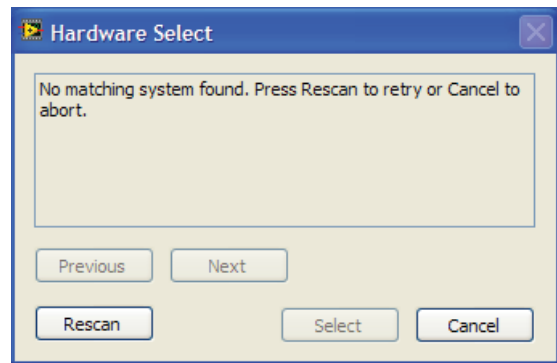 Hardware Select
No matching system found. Press Rescan to retry or Cancel to
abort.
Previous Next
Rescan Select Cancel